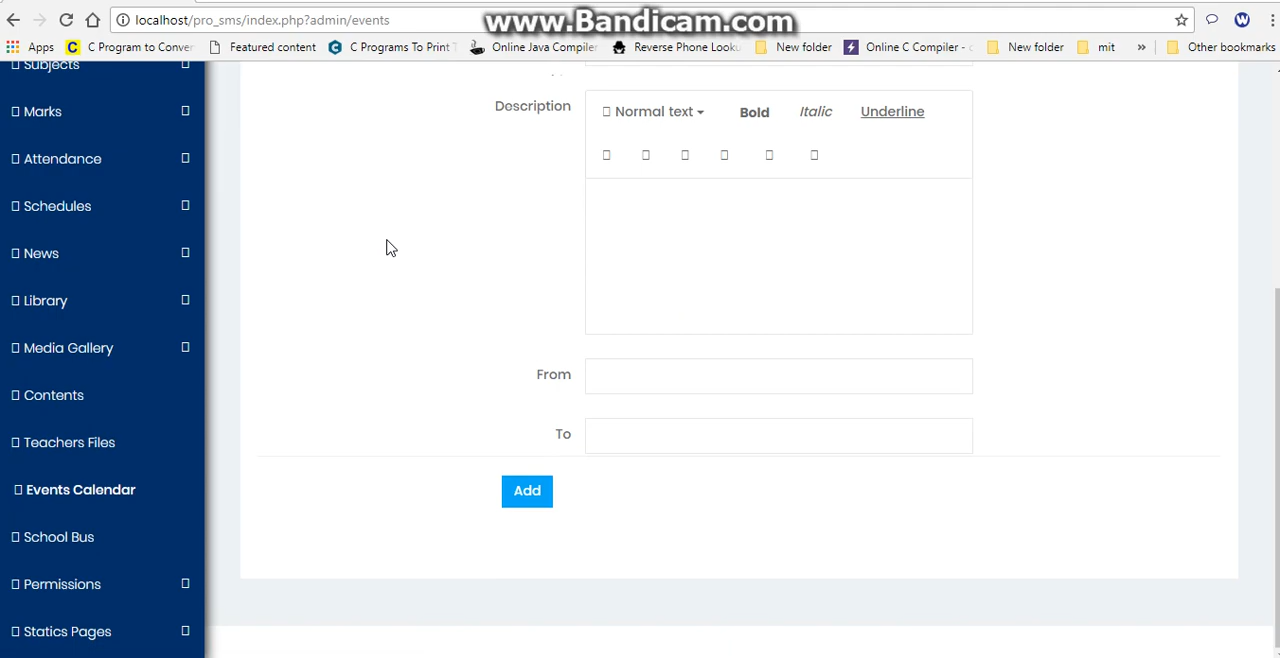 localhost/pro_sms/index.php?admin/events
www.Bandicam.com
Apps
C Program to Conver
Featured content
C Programs To Print
Online Java Compiler
Reverse Phone Looku
New folder
Online C Compiler -
New folder
mit
»
Other bookmarks
Subjects
Marks
Attendance
Schedules
News
Library
Media Gallery
Contents
Teachers Files
Events Calendar
School Bus
Permissions
Statics Pages
Description
Normal text
Bold
Italic
Underline
From
To
Add